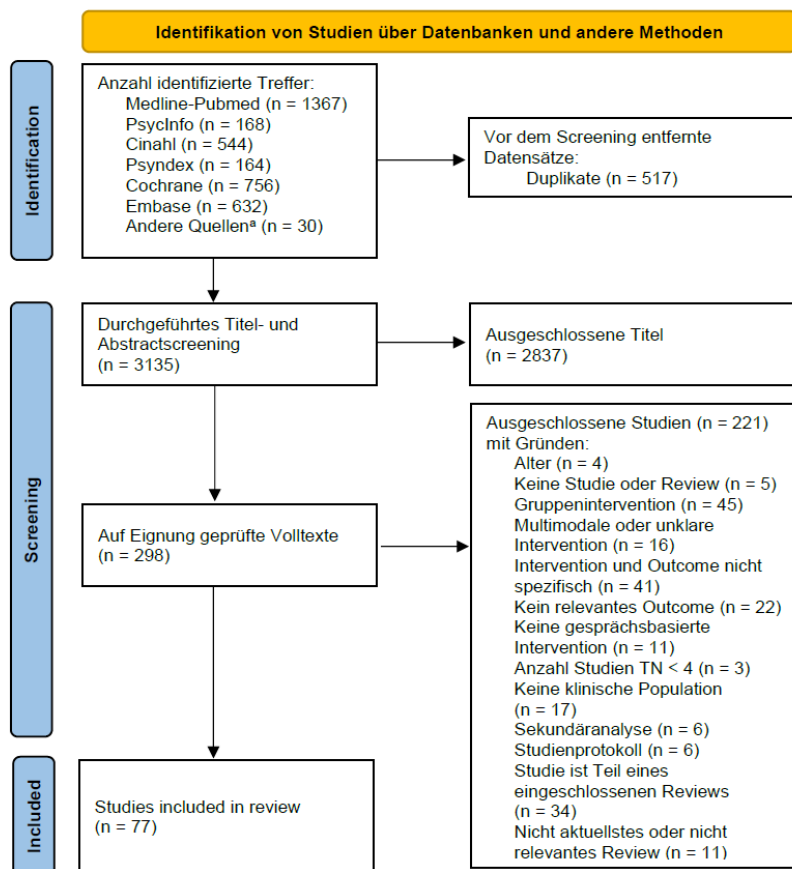 Identifikation von Studien über Datenbanken und andere Methoden
Identification
Anzahl identifizierte Treffer:
Medline-Pubmed (n = 1367)
PsycInfo (n = 168)
Cinahl (n = 544)
Psyndex (n = 164)
Cochrane (n = 756)
Embase (n = 632)
Andere Quellenª (n = 30)
Vor dem Screening entfernte
Datensätze:
Duplikate (n = 517)
Screening
Durchgeführtes Titel- und
Abstractscreening
(n = 3135)
Ausgeschlossene Titel
(n = 2837)
Auf Eignung geprüfte Volltexte
(n = 298)
Ausgeschlossene Studien (n = 221)
mit Gründen:
Alter (n = 4)
Keine Studie oder Review (n = 5)
Gruppenintervention (n = 45)
Multimodale oder unklare
Intervention (n = 16)
Intervention und Outcome nicht
spezifisch (n = 41)
Kein relevantes Outcome (n = 22)
Keine gesprächsbasierte
Intervention (n = 11)
Anzahl Studien TN < 4 (n = 3)
Keine klinische Population
(n = 17)
Sekundäranalyse (n = 6)
Studienprotokoll (n = 6)
Studie ist Teil eines
eingeschlossenen Reviews
(n = 34)
Nicht aktuellstes oder nicht
relevantes Review (n = 11)
Included
Studies included in review
(n = 77)